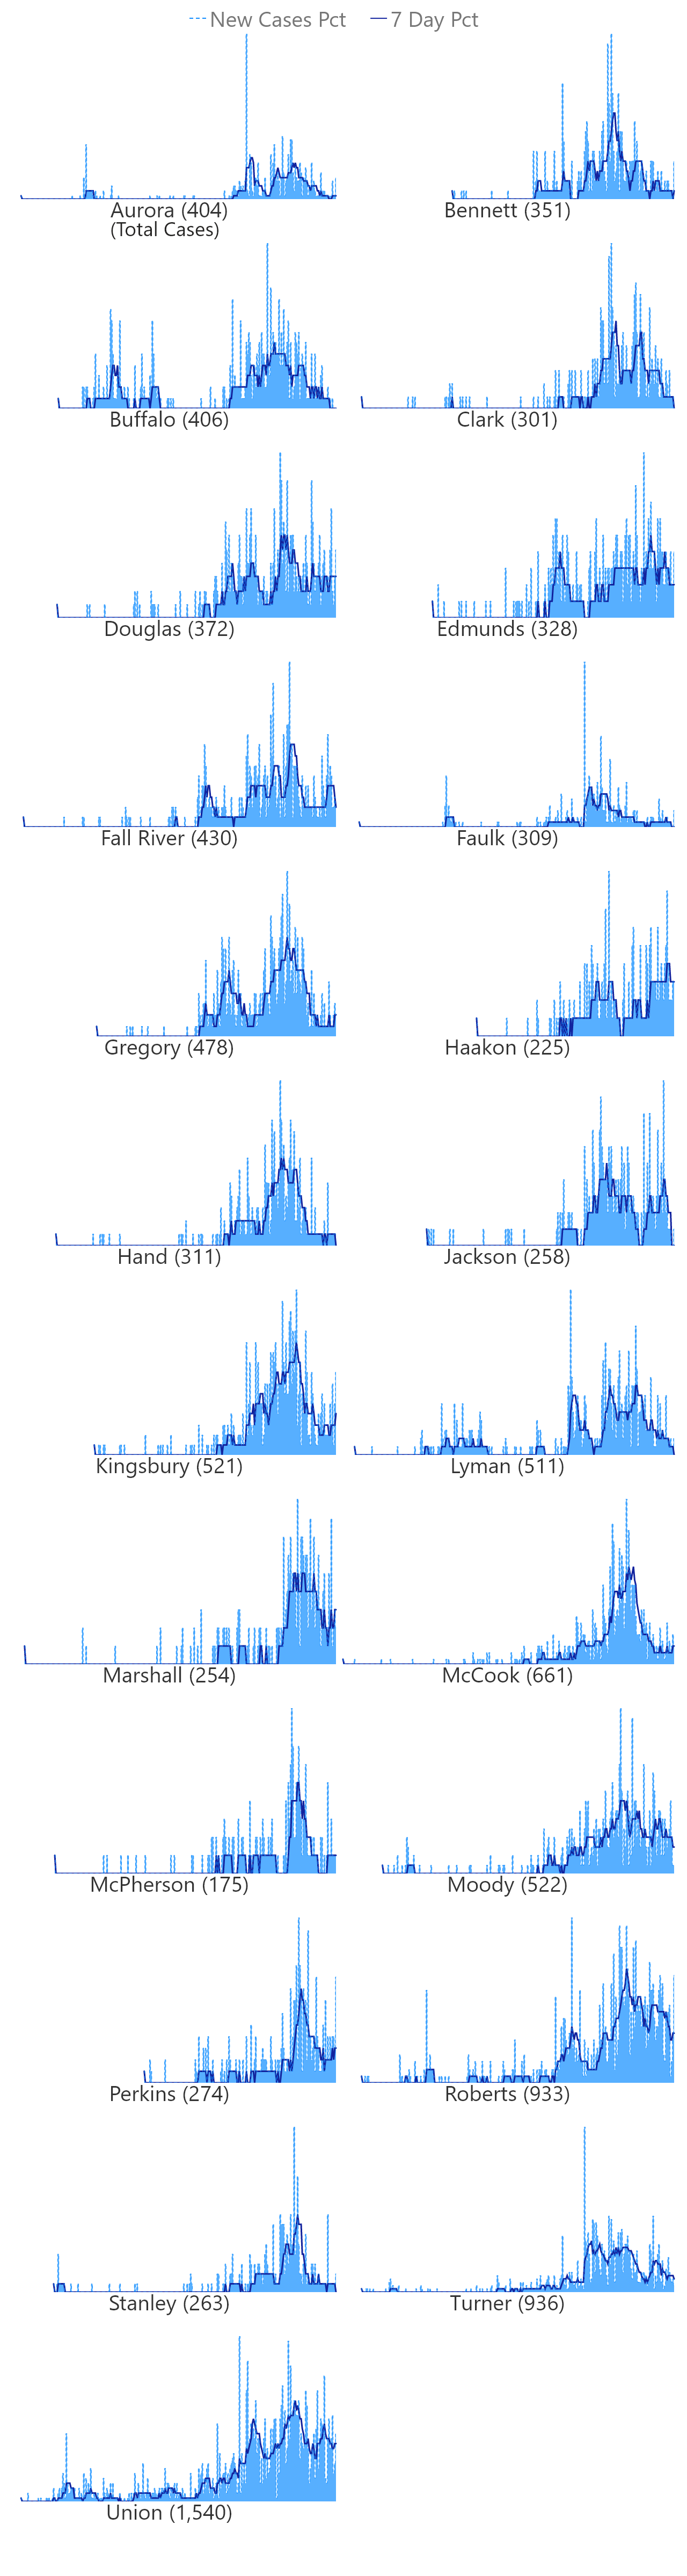 New Cases Pct 7 Day Pct
Aurora (404) Bennett (351)
(Total Cases)
Buffalo (406) Clark (301)
Douglas (372) Edmunds (328)
Fall River (430) Faulk (309)
Gregory (478) Haakon (225)
Hand (311) Jackson (258)
Kingsbury (521) Lyman (511)
Marshall (254) McCook (661)
McPherson (175) Moody (522)
Perkins (274) Roberts (933)
Stanley (263) Turner (936)
Union (1,540)